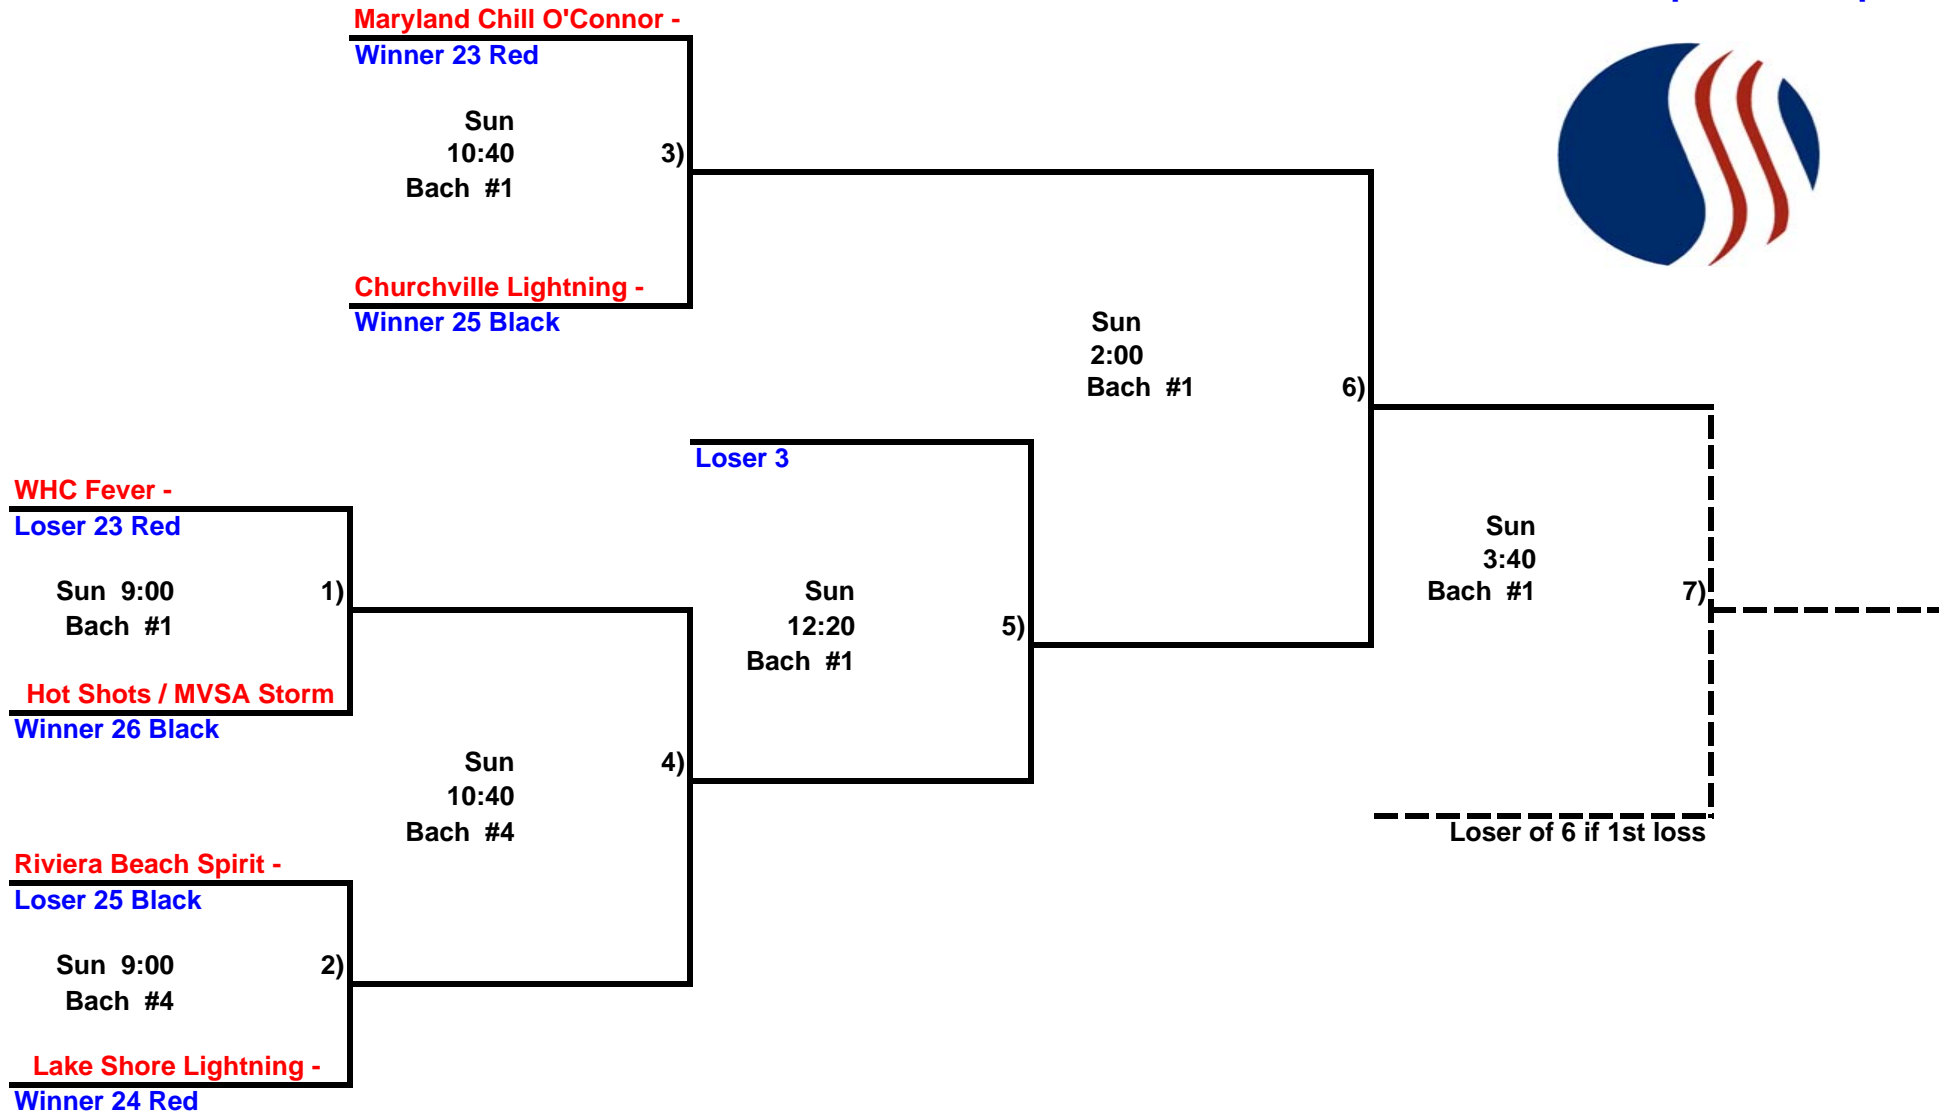 Maryland Chill O'Connor -
Winner 23 Red
Sun
10:40
3)
Bach #1
Churchville Lightning -
Winner 25 Black
Sun
2:00
Bach #1
6)
Loser 3
WHC Fever -
Loser 23 Red
Sun 9:00
1)
Bach #1
Hot Shots / MVSA Storm
Winner 26 Black
Sun
12:20
5)
Bach #1
Sun
3:40
Bach #1
7)
Sun
4)
10:40
Bach #4
Loser of 6 if 1st loss
Riviera Beach Spirit -
Loser 25 Black
Sun 9:00
2)
Bach #4
Lake Shore Lightning -
Winner 24 Red